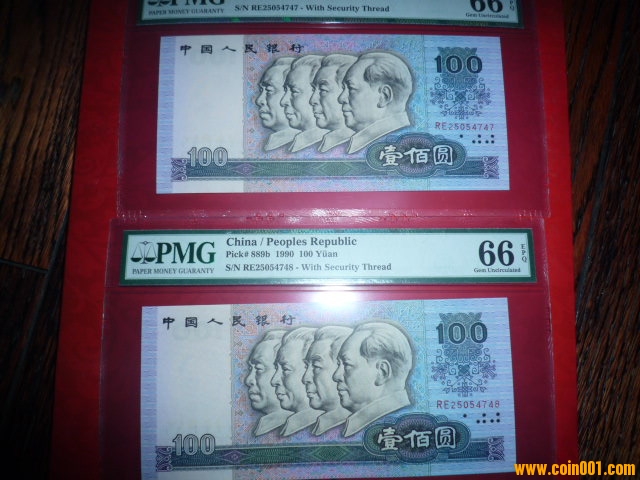 PMG
PAPER MONEY GUARANTY
S/N RE25054747 - With Security Thread
66 EPQ
Gem Uncirculated
中国人民银行
100
RE25054747
100
壹佰圆
PMG
PAPER MONEY GUARANTY
China / Peoples Republic
Pick# 889b 1990 100 Yüan
S/N RE25054748 - With Security Thread
66 EPQ
Gem Uncirculated
中国人民银行
100
RE25054748
100
壹佰圆
www.coin001.com